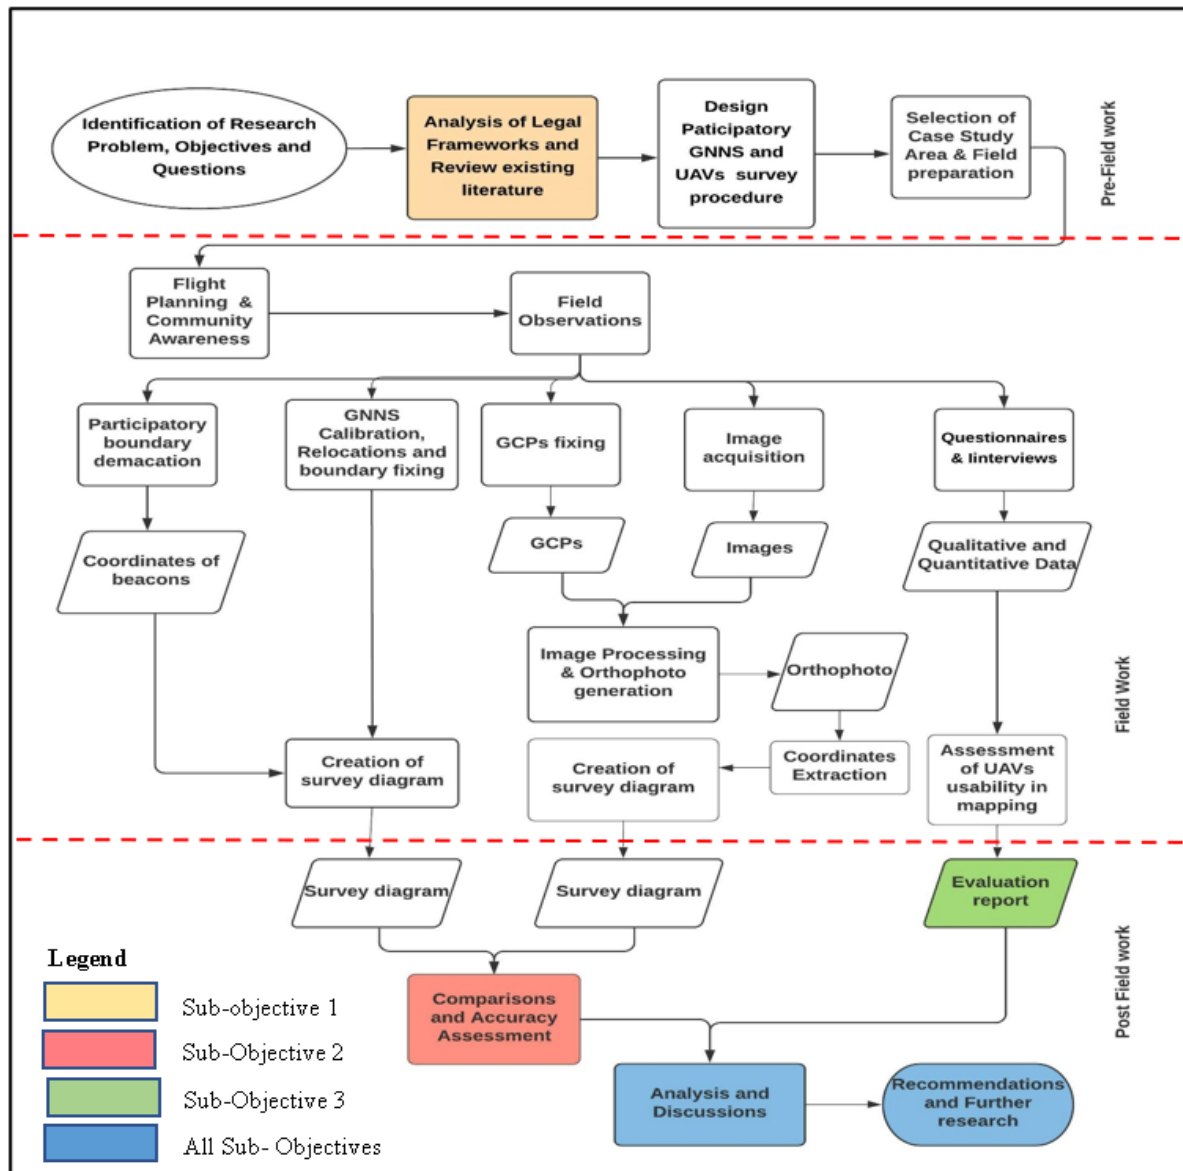 Identification of Research
Problem, Objectives and
Questions
Analysis of Legal
Frameworks and
Review existing
literature
Design
Paticipatory
GNNS and
UAVs survey
procedure
Selection of
Case Study
Area & Field
preparation
Pre-Field work
Flight
Planning &
Community
Awareness
Field
Observations
Participatory
boundary
demacation
GNNS
Calibration,
Relocations and
boundary fixing
GCPs fixing
Image
acquisition
Questionnaires
& Iinterviews
Coordinates of
beacons
GCPs
Images
Qualitative and
Quantitative Data
Image Processing
& Orthophoto
generation
Orthophoto
Field Work
Creation of
survey diagram
Creation of
survey diagram
Coordinates
Extraction
Assessment
of UAVs
usability in
mapping
Survey diagram
Survey diagram
Evaluation
report
Post Field work
Comparisons
and Accuracy
Assessment
Analysis and
Discussions
Recommendations
and Further
research
Legend
Sub-objective 1
Sub-Objective 2
Sub-Objective 3
All Sub- Objectives